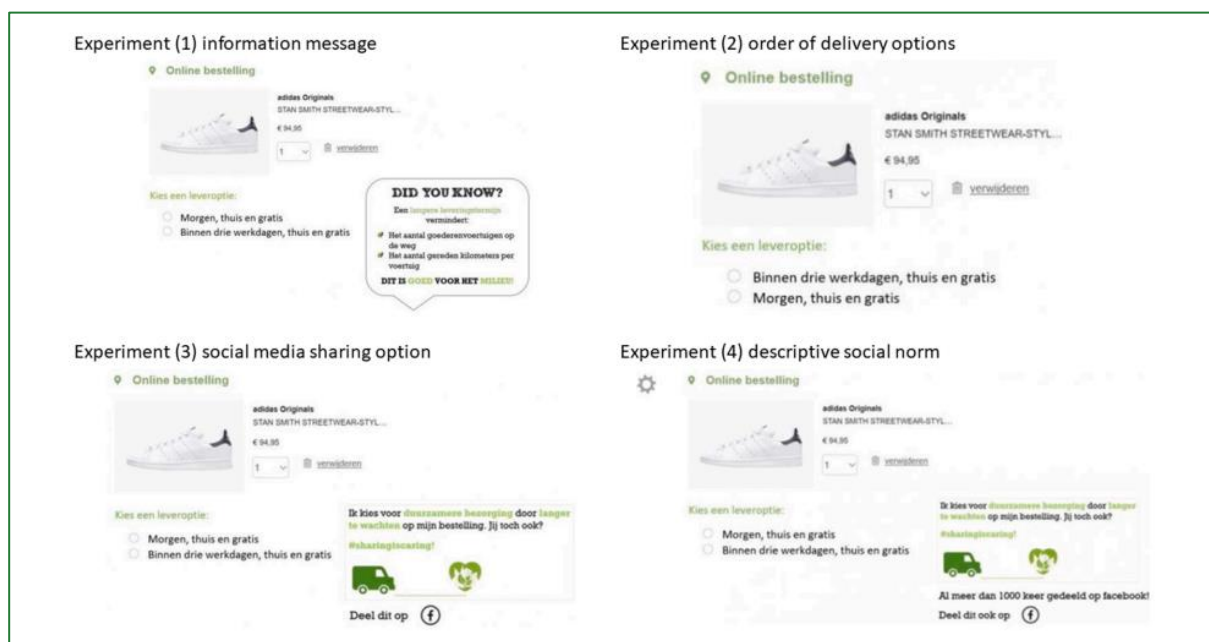 Experiment (1) information message
Online bestelling
adidas Originals
STAN SMITH STREETWEAR-STYL...
€ 94,95
1
verwijderen
Kies een leveroptie:
Morgen, thuis en gratis
Binnen drie werkdagen, thuis en gratis
DID YOU KNOW?
Een langere leveringstermijn
vermindert:
Het aantal goederenvoertuigen op
de weg
Het aantal gereden kilometers per
voertuig
DIT IS GOED VOOR HET MILIEU!
Experiment (2) order of delivery options
Online bestelling
adidas Originals
STAN SMITH STREETWEAR-STYL...
€ 94,95
1
verwijderen
Kies een leveroptie:
Binnen drie werkdagen, thuis en gratis
Morgen, thuis en gratis
Experiment (3) social media sharing option
Online bestelling
adidas Originals
STAN SMITH STREETWEAR-STYL...
€ 94,95
1
verwijderen
Kies een leveroptie:
Morgen, thuis en gratis
Binnen drie werkdagen, thuis en gratis
Ik kies voor duurzamere bezorging door langer
te wachten op mijn bestelling. Jij toch ook?
#sharingiscaring!
Deel dit op f
Experiment (4) descriptive social norm
Online bestelling
adidas Originals
STAN SMITH STREETWEAR-STYL...
€ 94,95
1
verwijderen
Kies een leveroptie:
Morgen, thuis en gratis
Binnen drie werkdagen, thuis en gratis
Ik kies voor duurzamere bezorging door langer
te wachten op mijn bestelling. Jij toch ook?
#sharingiscaring!
Al meer dan 1000 keer gedeeld op facebook!
Deel dit ook op f